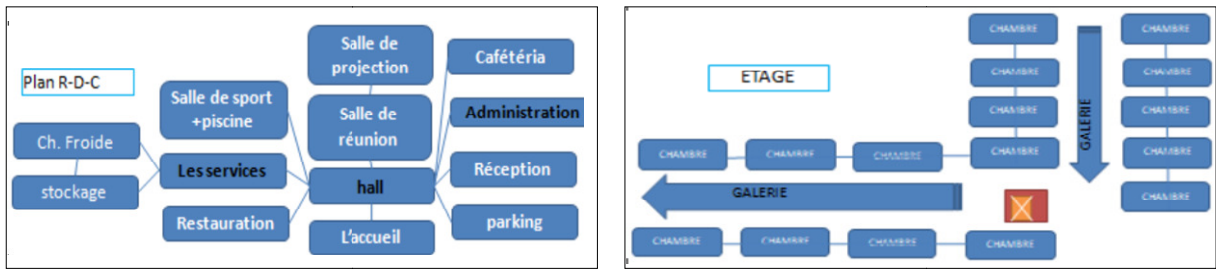 Plan R-D-C
Salle de
projection
Cafétéria
Salle de sport
+piscine
Salle de
réunion
Administration
Ch. Froide
Les services
hall
Réception
stockage
Restauration
L'accueil
parking
ETAGE
CHAMBRE
CHAMBRE
CHAMBRE
CHAMBRE
CHAMBRE
CHAMBRE
GALERIE
CHAMBRE
CHAMBRE
CHAMBRE
CHAMBRE
CHAMBRE
CHAMBRE
GALERIE
CHAMBRE
CHAMBRE
CHAMBRE
CHAMBRE
CHAMBRE